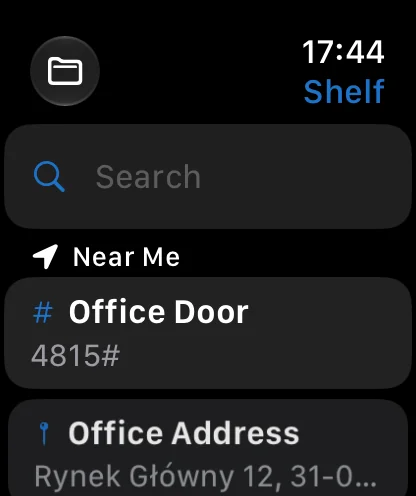 17:44
Shelf
Search
Near Me
# Office Door
4815#
Office Address
Rynek Główny 12, 31-0...